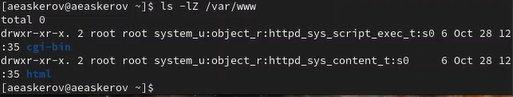 [aeaskerov@aeaskerov ~]$ ls -lZ /var/www
total 0
drwxr-xr-x. 2 root root system_u:object_r:httpd_sys_script_exec_t:s0 6 Oct 28 12
:35 cgi-bin
drwxr-xr-x. 2 root root system_u:object_r:httpd_sys_content_t:s0     6 Oct 28 12
:35 html
[aeaskerov@aeaskerov ~]$